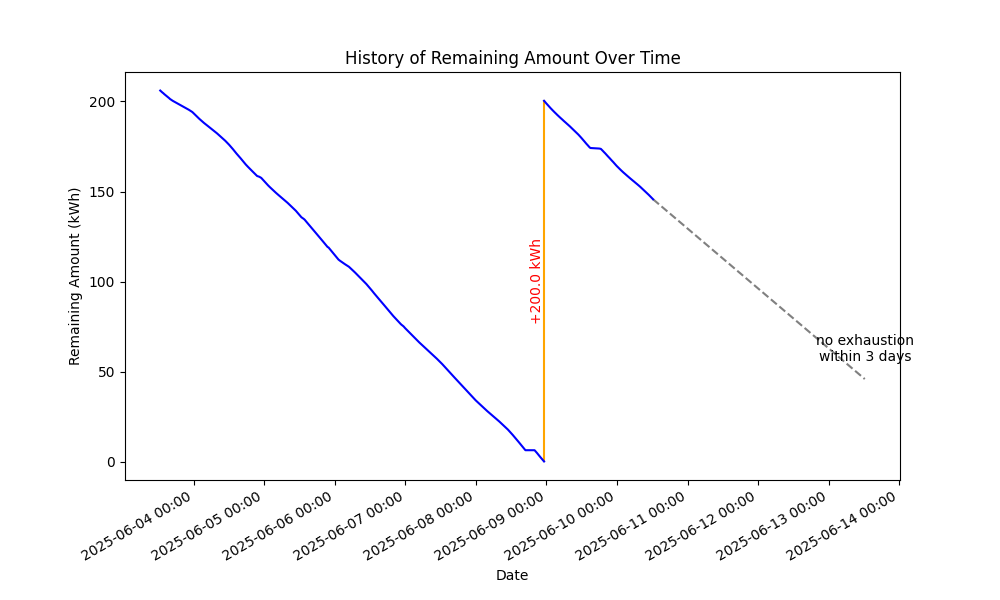 History of Remaining Amount Over Time
Remaining Amount (kWh)
200
150
100
50
0
+200.0 kWh
no exhaustion
within 3 days
2025-06-04 00:00
2025-06-05 00:00
2025-06-06 00:00
2025-06-07 00:00
2025-06-08 00:00
2025-06-09 00:00
2025-06-10 00:00
2025-06-11 00:00
2025-06-12 00:00
2025-06-13 00:00
2025-06-14 00:00
Date